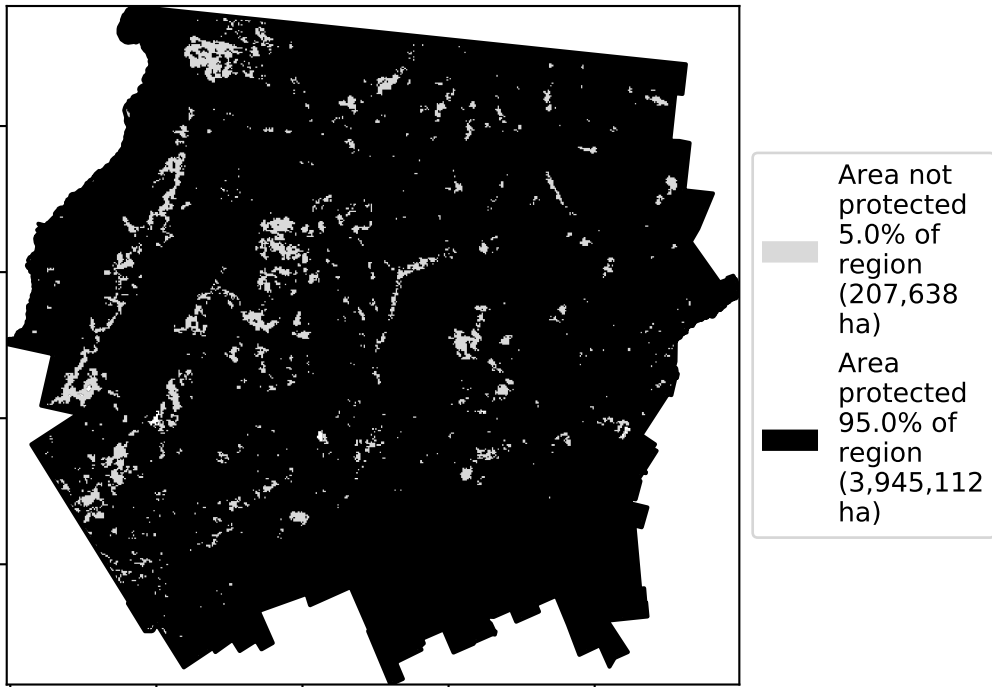 Area not
protected
5.0% of
region
(207,638
ha)
Area
protected
95.0% of
region
(3,945,112
ha)